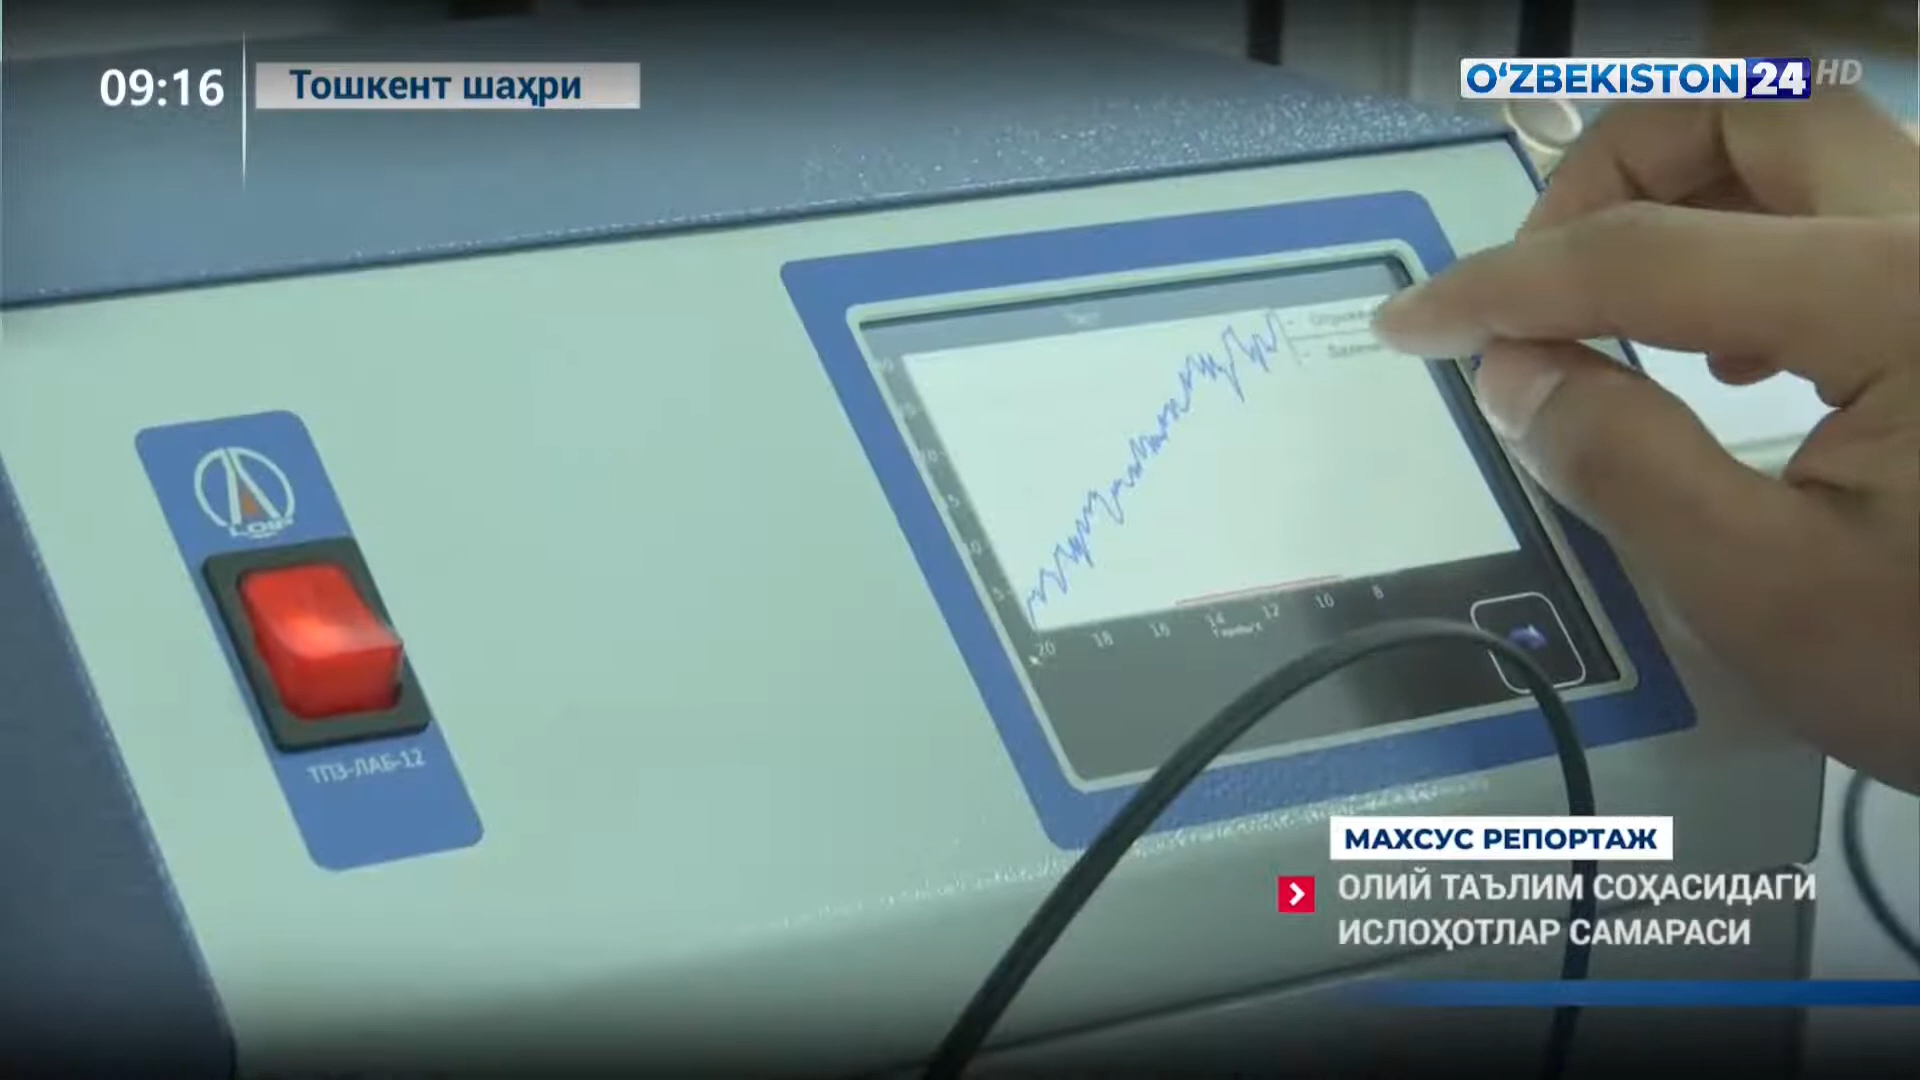 09:16
Тошкент шаҳри
O‘ZBEKISTON 24 HD
LOIP
ТПЗ-ЛАБ-12
20 18 16 14 12 10 8
МАХСУС РЕПОРТАЖ
ОЛИЙ ТАЪЛИМ СОҲАСИДАГИ
ИСЛОҲОТЛАР САМАРАСИ